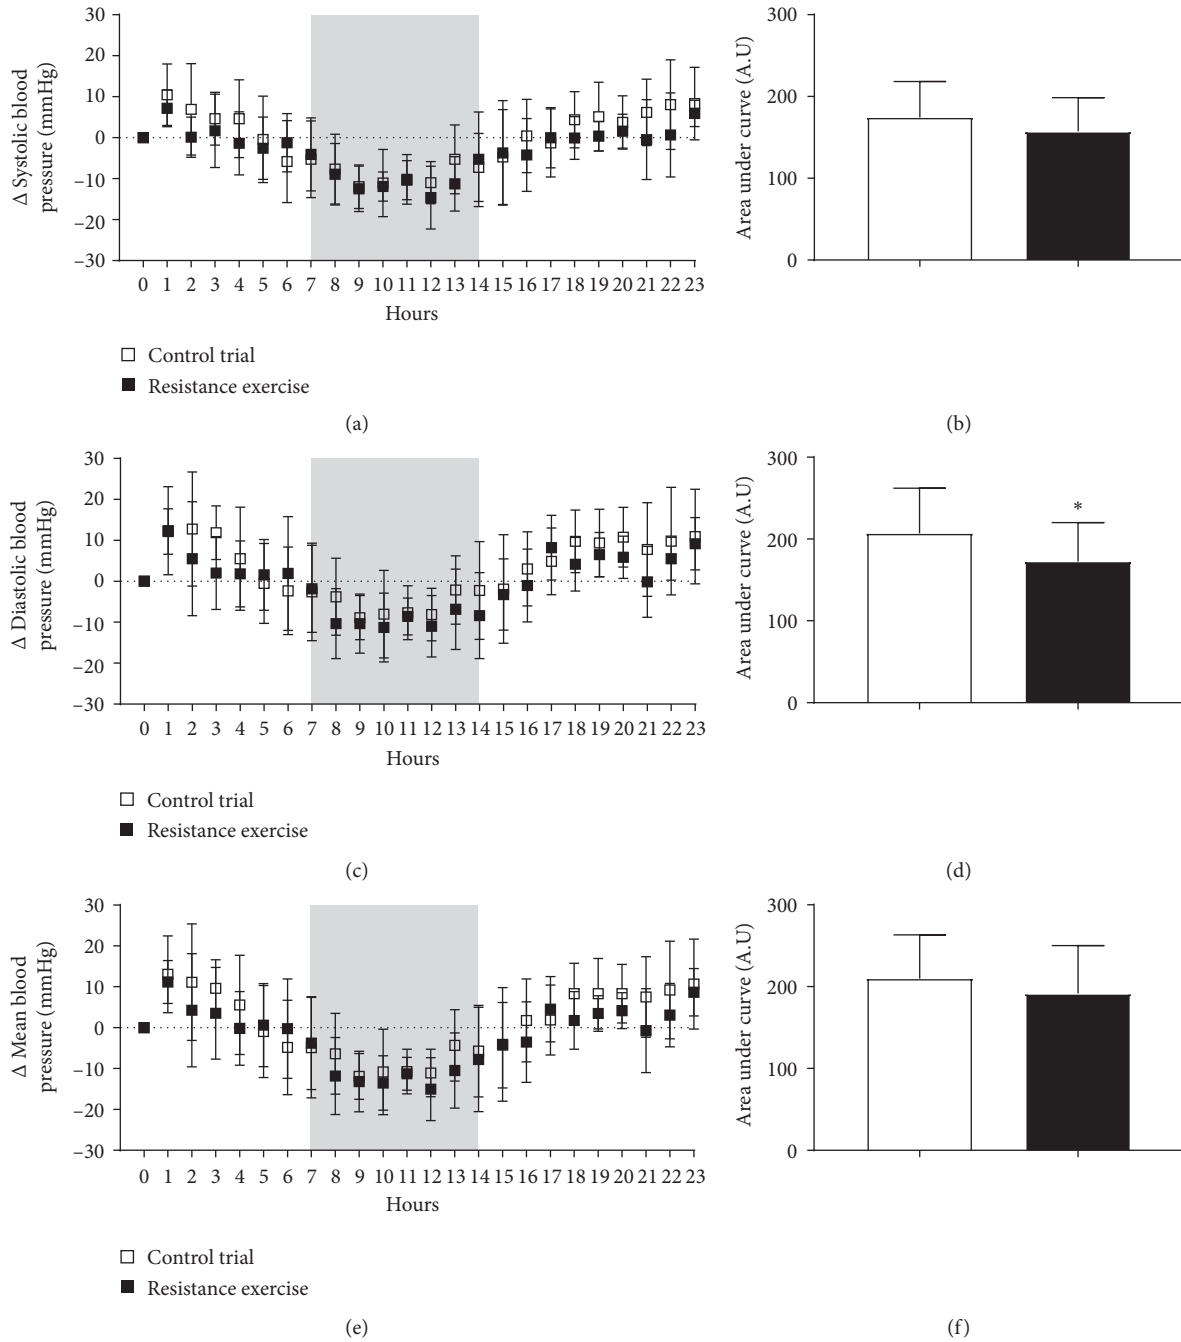 30
20
10
0
–10
–20
–30
Δ Systolic blood
pressure (mmHg)
0 1 2 3 4 5 6 7 8 9 10 11 12 13 14 15 16 17 18 19 20 21 22 23
Hours
Control trial
Resistance exercise
(a)
300
200
100
0
Area under curve (A.U)
(b)
30
20
10
0
–10
–20
–30
Δ Diastolic blood
pressure (mmHg)
0 1 2 3 4 5 6 7 8 9 10 11 12 13 14 15 16 17 18 19 20 21 22 23
Hours
Control trial
Resistance exercise
(c)
300
200
100
0
Area under curve (A.U)
*
(d)
30
20
10
0
–10
–20
–30
Δ Mean blood
pressure (mmHg)
0 1 2 3 4 5 6 7 8 9 10 11 12 13 14 15 16 17 18 19 20 21 22 23
Hours
Control trial
Resistance exercise
(e)
300
200
100
0
Area under curve (A.U)
(f)